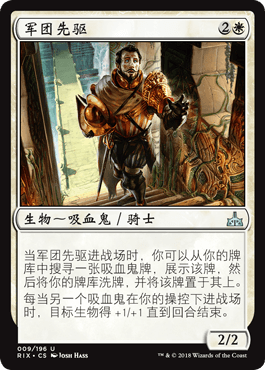 军团先驱 2
生物～吸血鬼 / 骑士
当军团先驱进战场时，你可以从你的牌
库中搜寻一张吸血鬼牌，展示该牌，然
后将你的牌库洗牌，并将该牌置于其上。
每当另一个吸血鬼在你的操控下进战场
时，目标生物得 +1/+1 直到回合结束。
2/2
009/196 U
RIX • CS Josh Hass
™ & © 2018 Wizards of the Coast